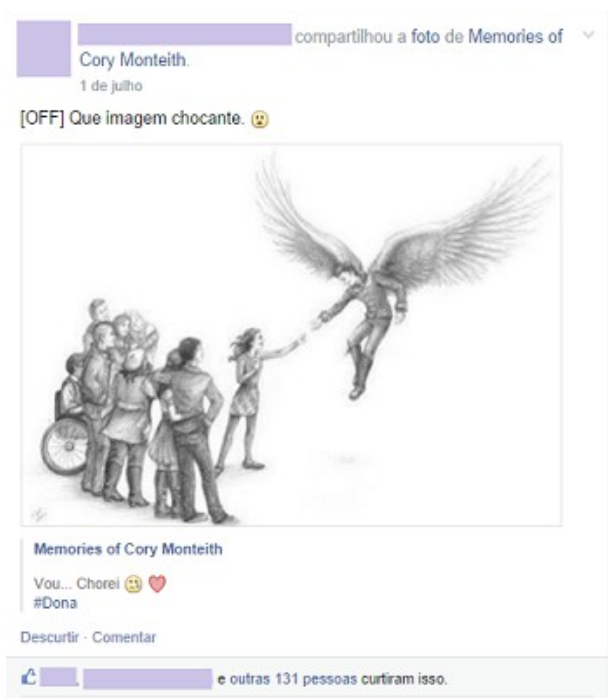 compartilhou a foto de Memories of
Cory Monteith.
1 de julho
[OFF] Que imagem chocante.
Memories of Cory Monteith
Vou... Chorei
#Dona
Descurtir · Comentar
e outras 131 pessoas curtiram isso.